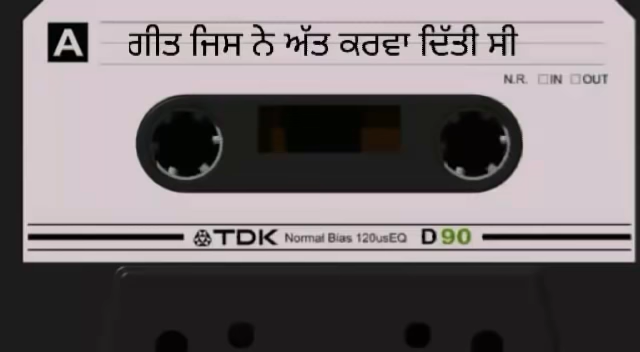 A ਗੀਤ ਜਿਸ ਨੇ ਅੱਤ ਕਰਵਾ ਦਿੱਤੀ ਸੀ
N.R. □IN □OUT
TDK Normal Bias 120usEQ D90